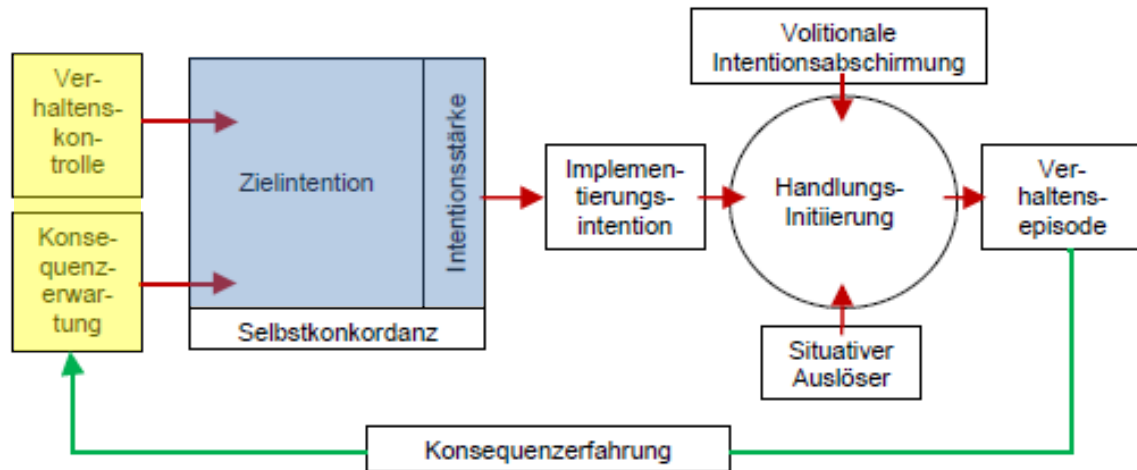 Ver-
haltens-
kon-
trolle
Konse-
quenz-
erwar-
tung
Zielintention
Intentionsstärke
Selbstkonkordanz
Implemen-
tierungs-
intention
Volitionale
Intentionsabschirmung
Handlungs-
Initiierung
Situativer
Auslöser
Ver-
haltens-
episode
Konsequenzerfahrung